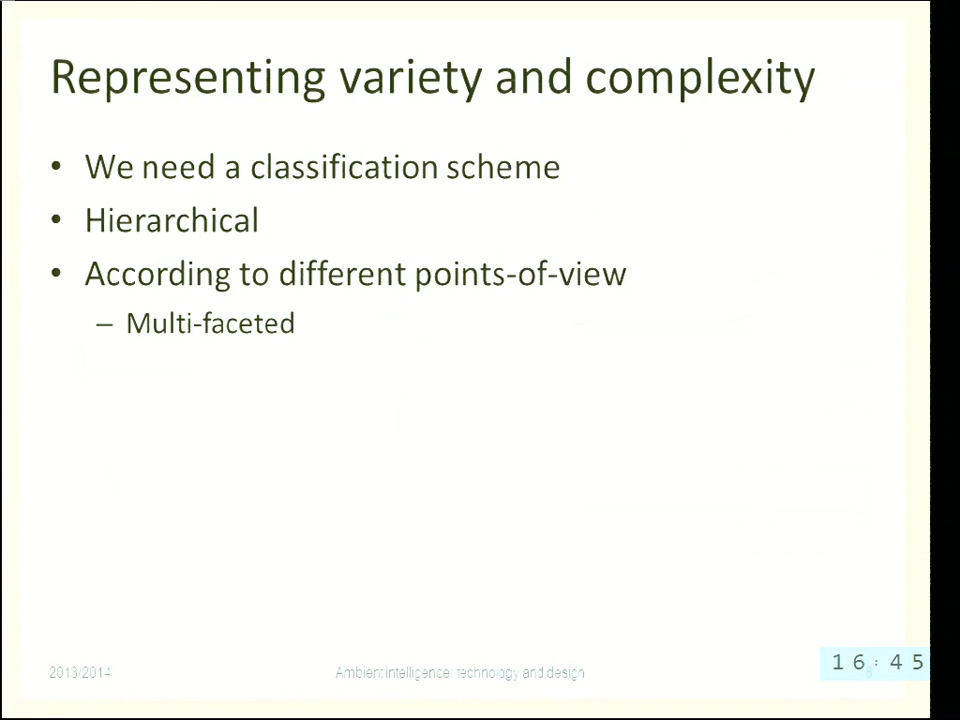 Representing variety and complexity
• We need a classification scheme
• Hierarchical
• According to different points-of-view
– Multi-faceted
2013/2014
Ambient intelligence: technology and design
16:45
8